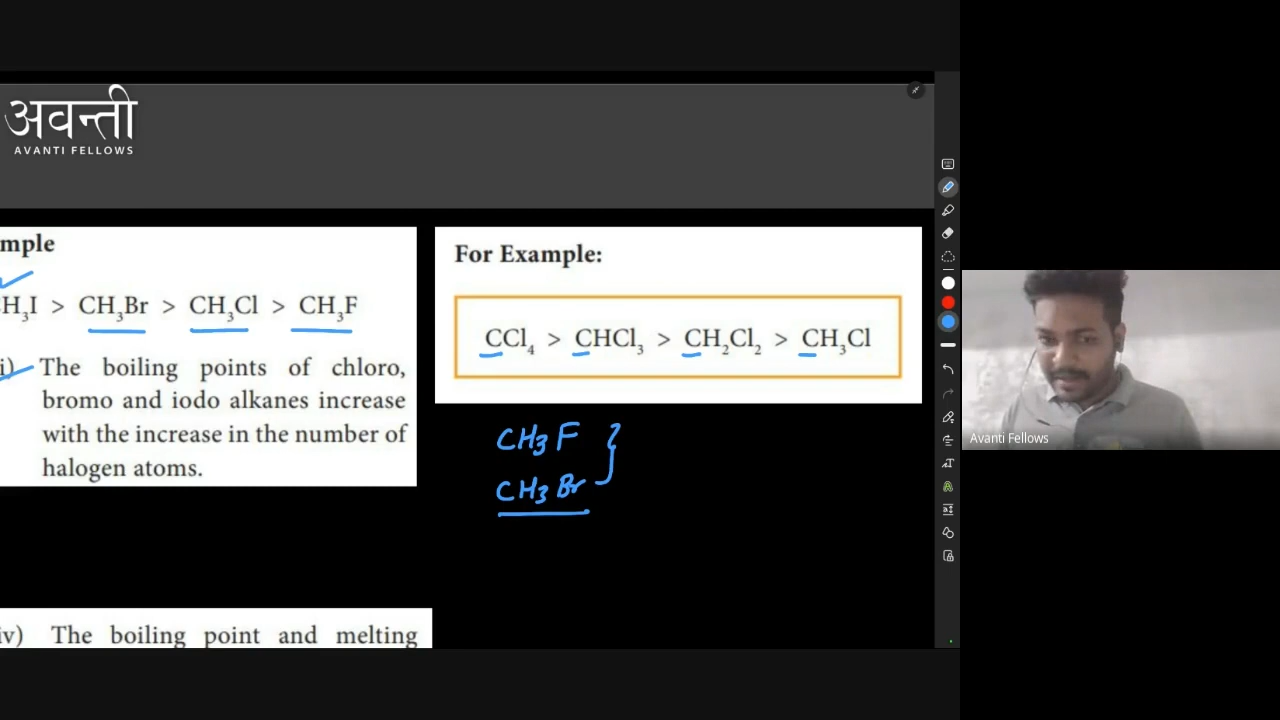 अवन्ती
AVANTI FELLOWS
mple
H₃I > CH₃Br > CH₃Cl > CH₃F
i) The boiling points of chloro,
bromo and iodo alkanes increase
with the increase in the number of
halogen atoms.
For Example:
CCl₄ > CHCl₃ > CH₂Cl₂ > CH₃Cl
CH₃F
CH₃Br
iv) The boiling point and melting
Avanti Fellows